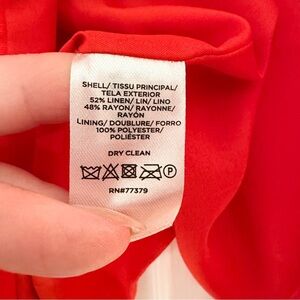 SHELL/ TISSU PRINCIPAL/
TELA EXTERIOR
52% LINEN/ LIN/ LINO
48% RAYON/ RAYONNE/
RAYÓN
LINING/ DOUBLURE/ FORRO
100% POLYESTER/
POLIÉSTER
DRY CLEAN
P
RN#77379